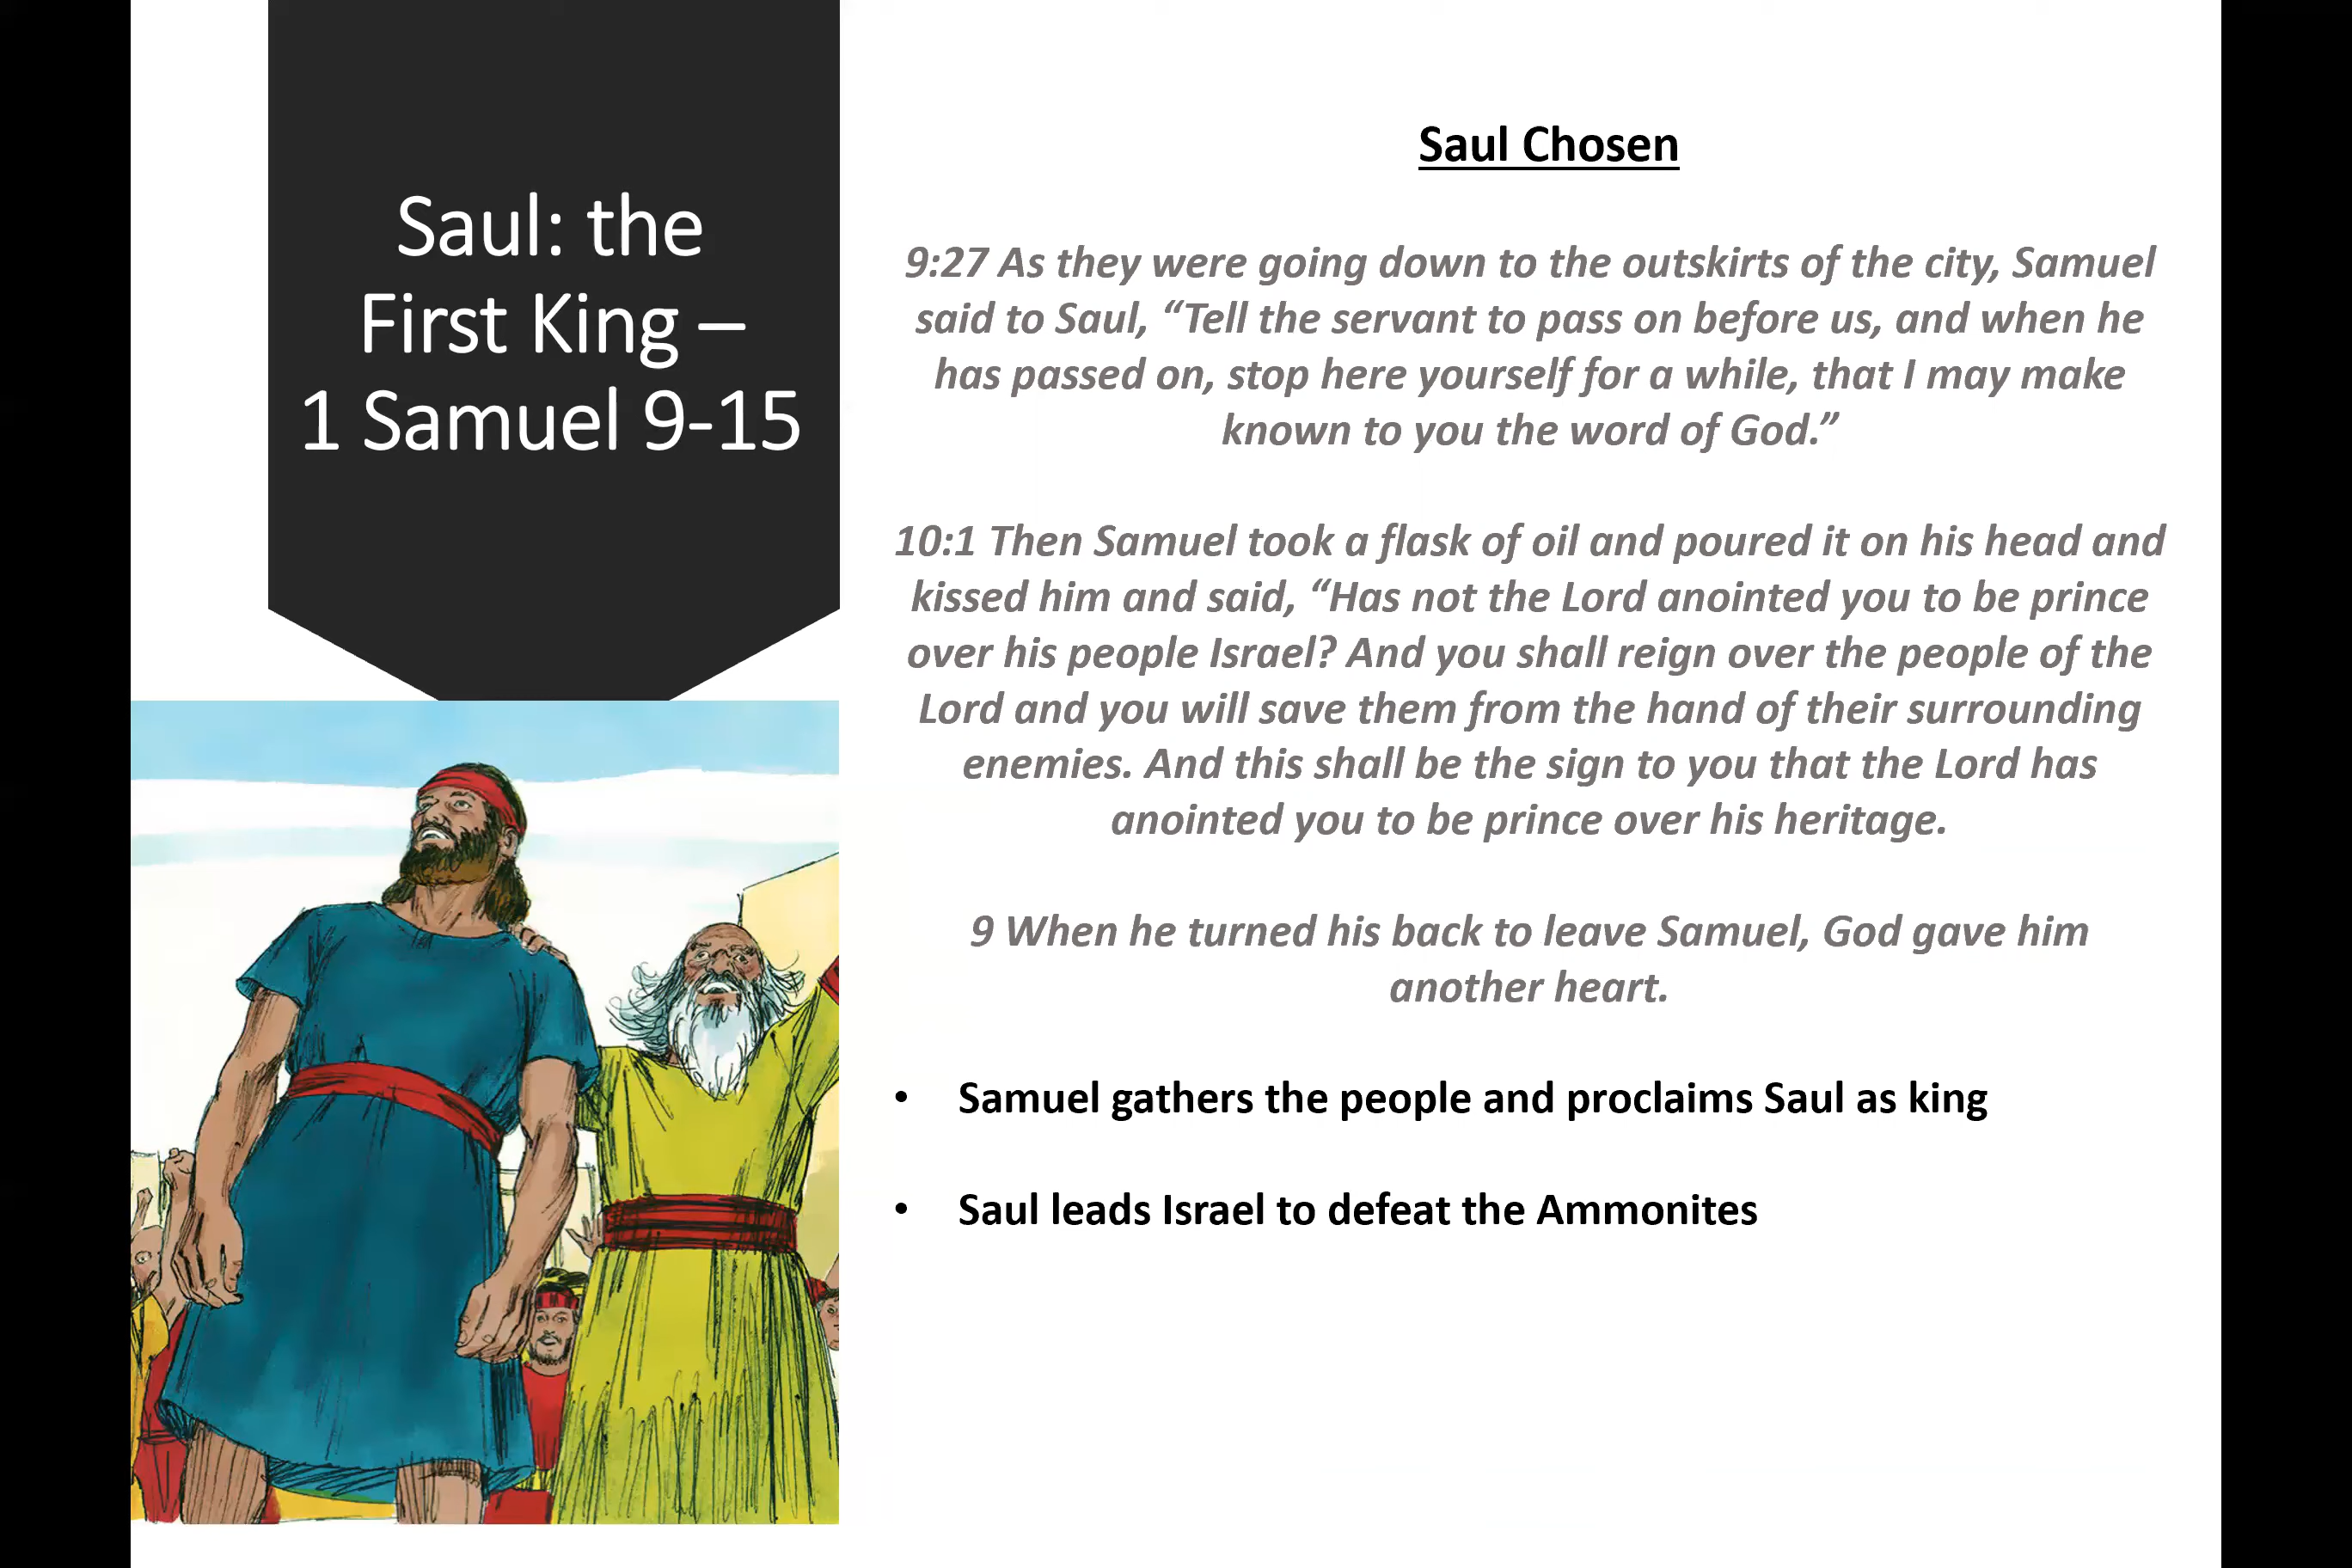 Saul: the
First King –
1 Samuel 9-15
Saul Chosen
9:27 As they were going down to the outskirts of the city, Samuel
said to Saul, “Tell the servant to pass on before us, and when he
has passed on, stop here yourself for a while, that I may make
known to you the word of God.”
10:1 Then Samuel took a flask of oil and poured it on his head and
kissed him and said, “Has not the Lord anointed you to be prince
over his people Israel? And you shall reign over the people of the
Lord and you will save them from the hand of their surrounding
enemies. And this shall be the sign to you that the Lord has
anointed you to be prince over his heritage.
9 When he turned his back to leave Samuel, God gave him
another heart.
• Samuel gathers the people and proclaims Saul as king
• Saul leads Israel to defeat the Ammonites